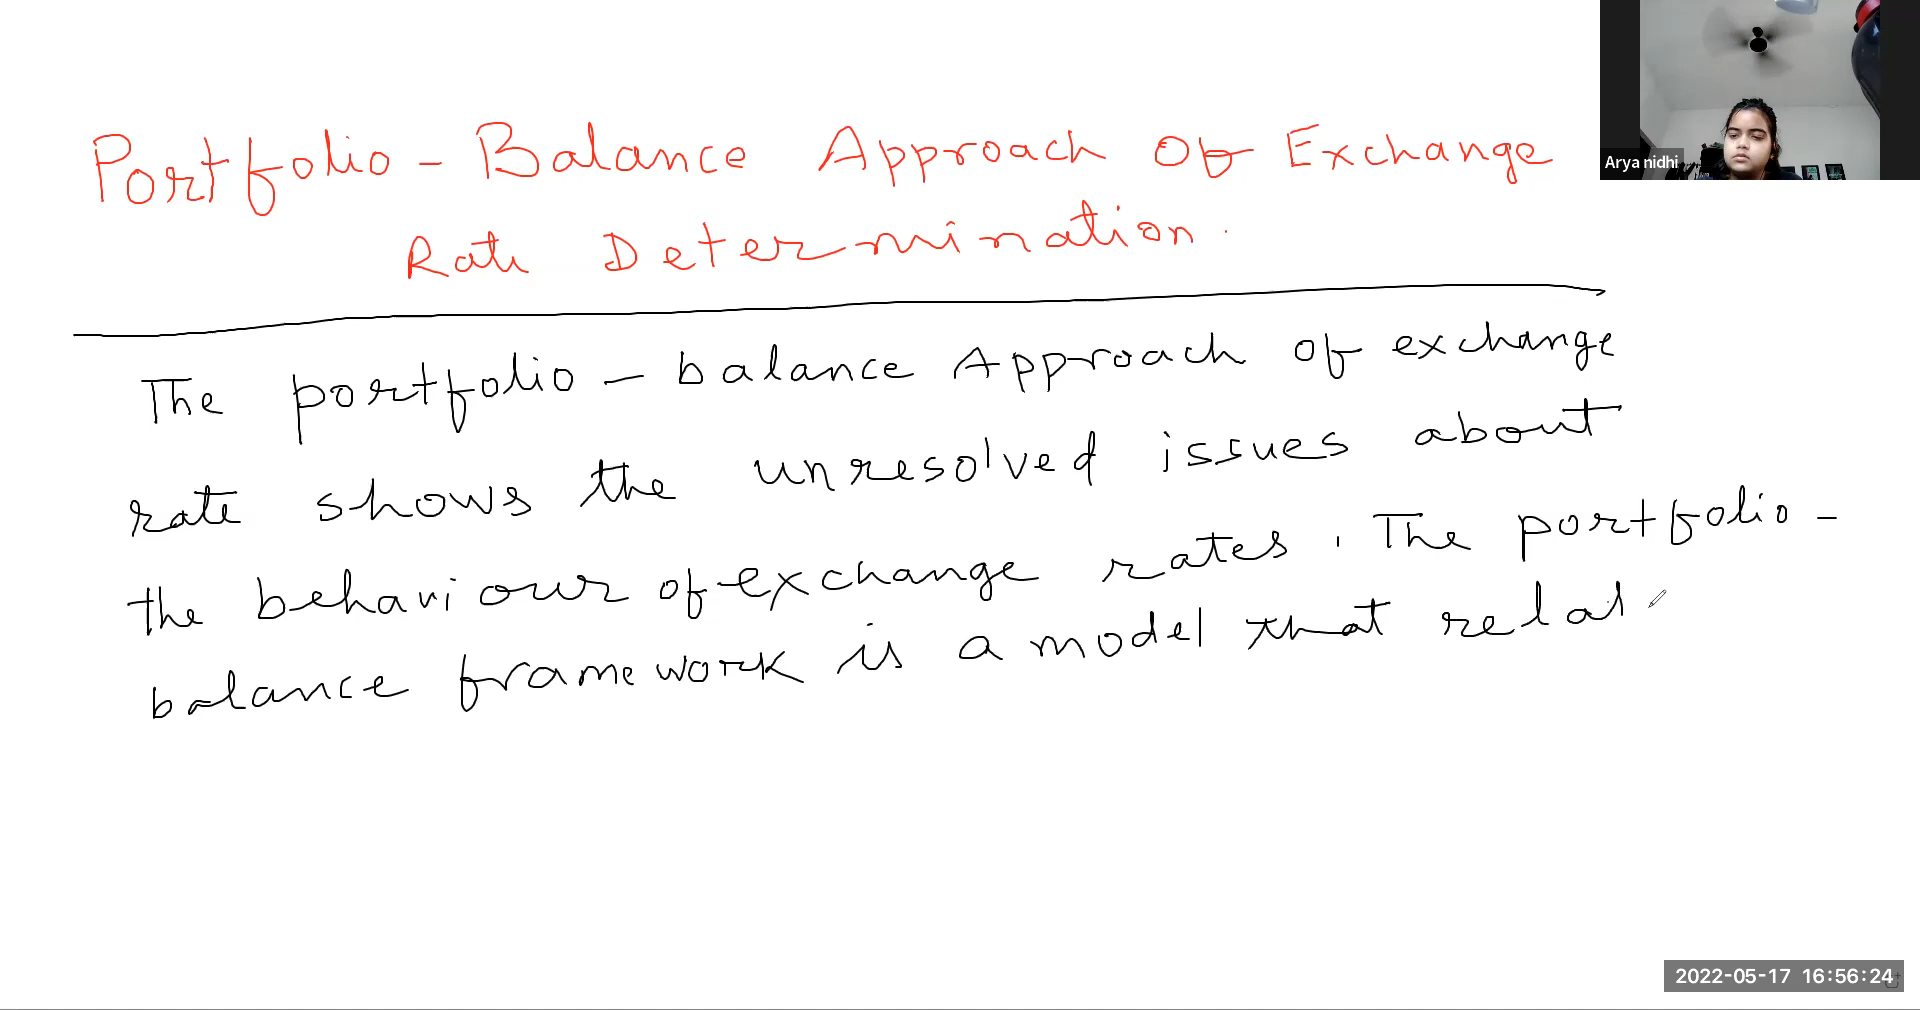 Portfolio - Balance Approach Of Exchange
Rate Determination.
The portfolio - balance Approach of exchange
rate shows the unresolved issues about
the behaviour of exchange rates. The portfolio -
balance framework is a model that relat
Arya nidhi
2022-05-17 16:56:24